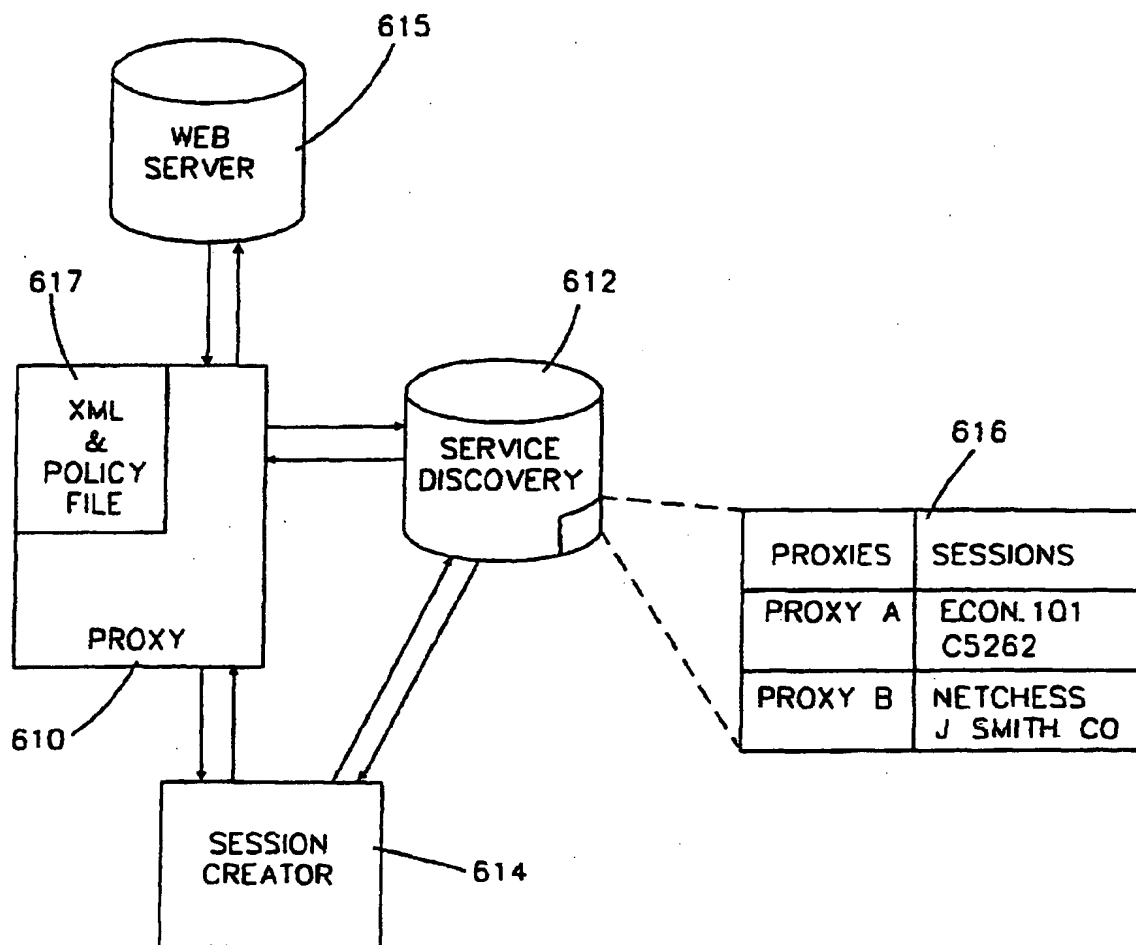 615
WEB
SERVER
617
612
XML
&
POLICY
FILE
SERVICE
DISCOVERY
616
PROXIES SESSIONS
PROXY A ECON.101
C5262
PROXY B NETCHESS
J SMITH CO
PROXY
610
SESSION
CREATOR
614